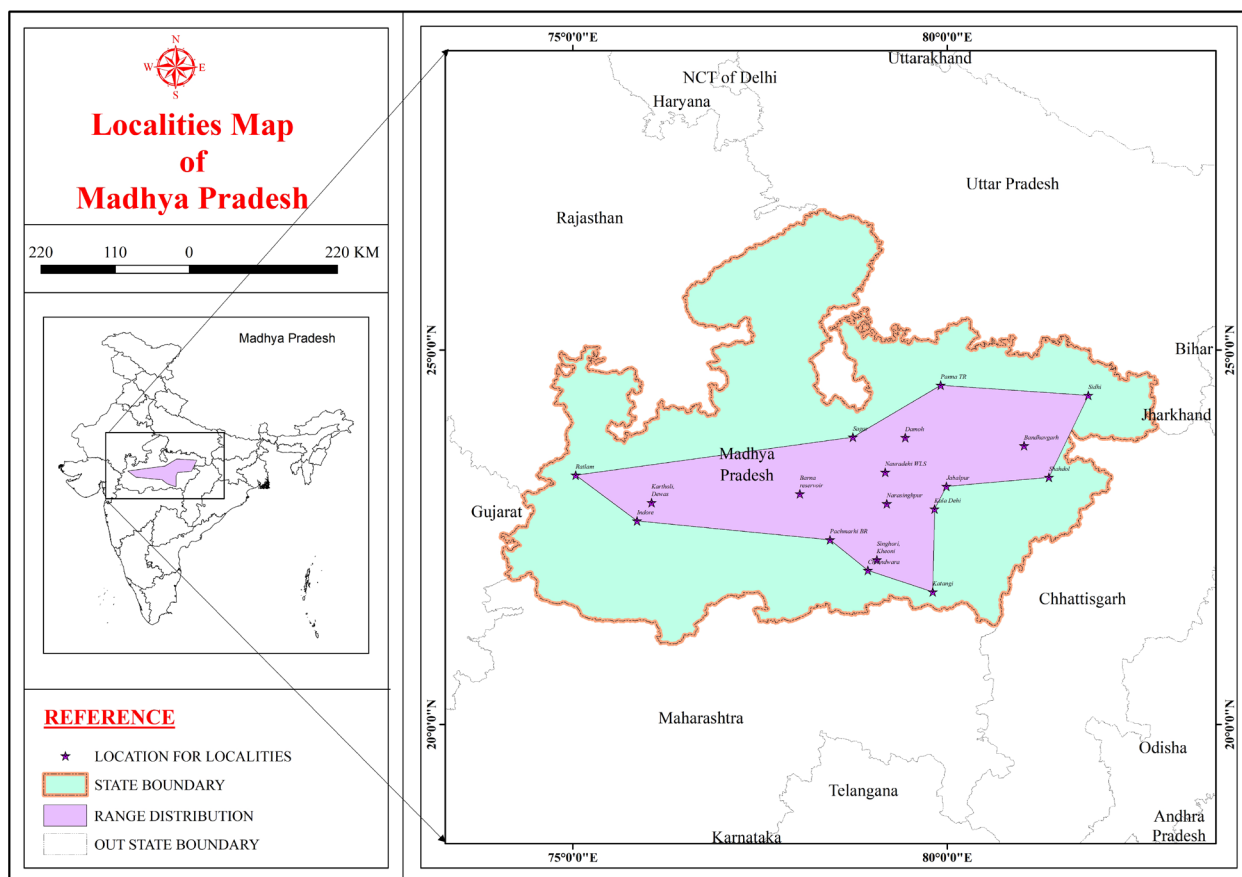 N
W E
S
Localities Map
of
Madhya Pradesh
220 110 0 220 KM
Madhya Pradesh
REFERENCE
LOCATION FOR LOCALITIES
STATE BOUNDARY
RANGE DISTRIBUTION
OUT STATE BOUNDARY
75°0'0"E 80°0'0"E
Uttarakhand
NCT of Delhi
Haryana
Uttar Pradesh
Rajasthan
25°0'0"N 25°0'0"N
Bihar
Panna TR
Sidhi
Jharkhand
Sagar
Damoh
Bandhavgarh
Madhya
Pradesh
Ratlam
Nauradehi WLS
Shahdol
Barna
reservoir
Jabalpur
Kartholi,
Dewas
Narasinghpur
Kala Dehi
Gujarat
Indore
Pachmarhi BR
Singhori,
Kheoni
Katangi
Chhattisgarh
Maharashtra
20°0'0"N 20°0'0"N
Odisha
Telangana
Andhra
Pradesh
Karnataka
75°0'0"E 80°0'0"E